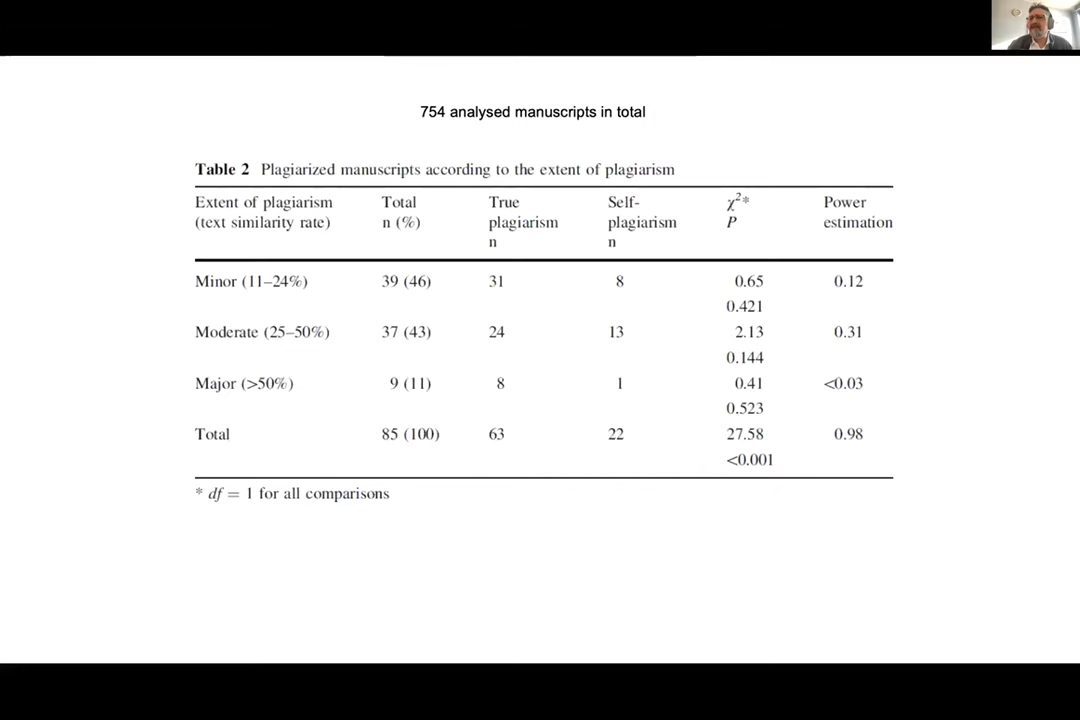 754 analysed manuscripts in total
Table 2 Plagiarized manuscripts according to the extent of plagiarism
Extent of plagiarism Total True Self- χ²* Power
(text similarity rate) n (%) plagiarism plagiarism P estimation
n n
Minor (11–24%) 39 (46) 31 8 0.65 0.12
0.421
Moderate (25–50%) 37 (43) 24 13 2.13 0.31
0.144
Major (>50%) 9 (11) 8 1 0.41 <0.03
0.523
Total 85 (100) 63 22 27.58 0.98
<0.001
* df = 1 for all comparisons